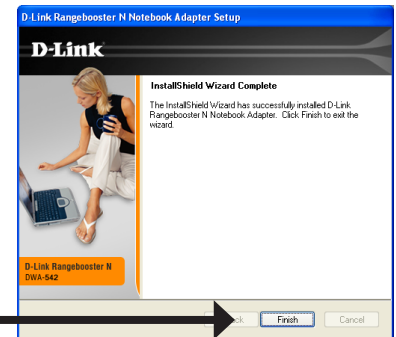 D-Link Rangebooster N Notebook Adapter Setup
D-Link
InstallShield Wizard Complete
The InstallShield Wizard has successfully installed D-Link
Rangebooster N Notebook Adapter. Click Finish to exit the
wizard.
D-Link Rangebooster N
DWA-542
Finish
Cancel